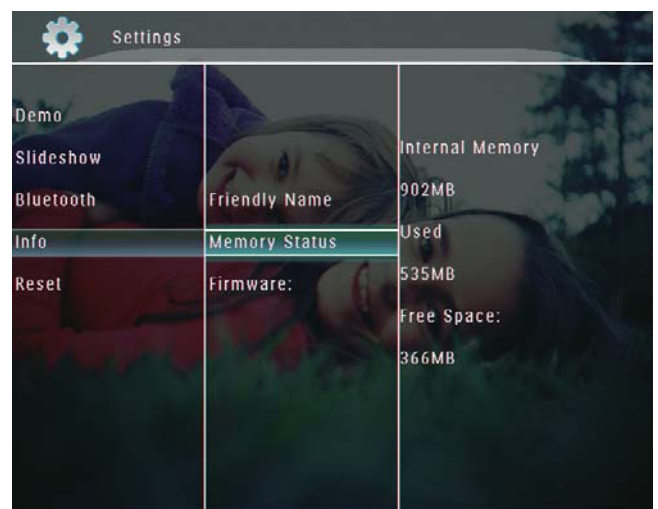 Settings
Demo
Slideshow
Bluetooth
Info
Reset
Friendly Name
Memory Status
Firmware:
Internal Memory
902MB
Used
535MB
Free Space:
366MB